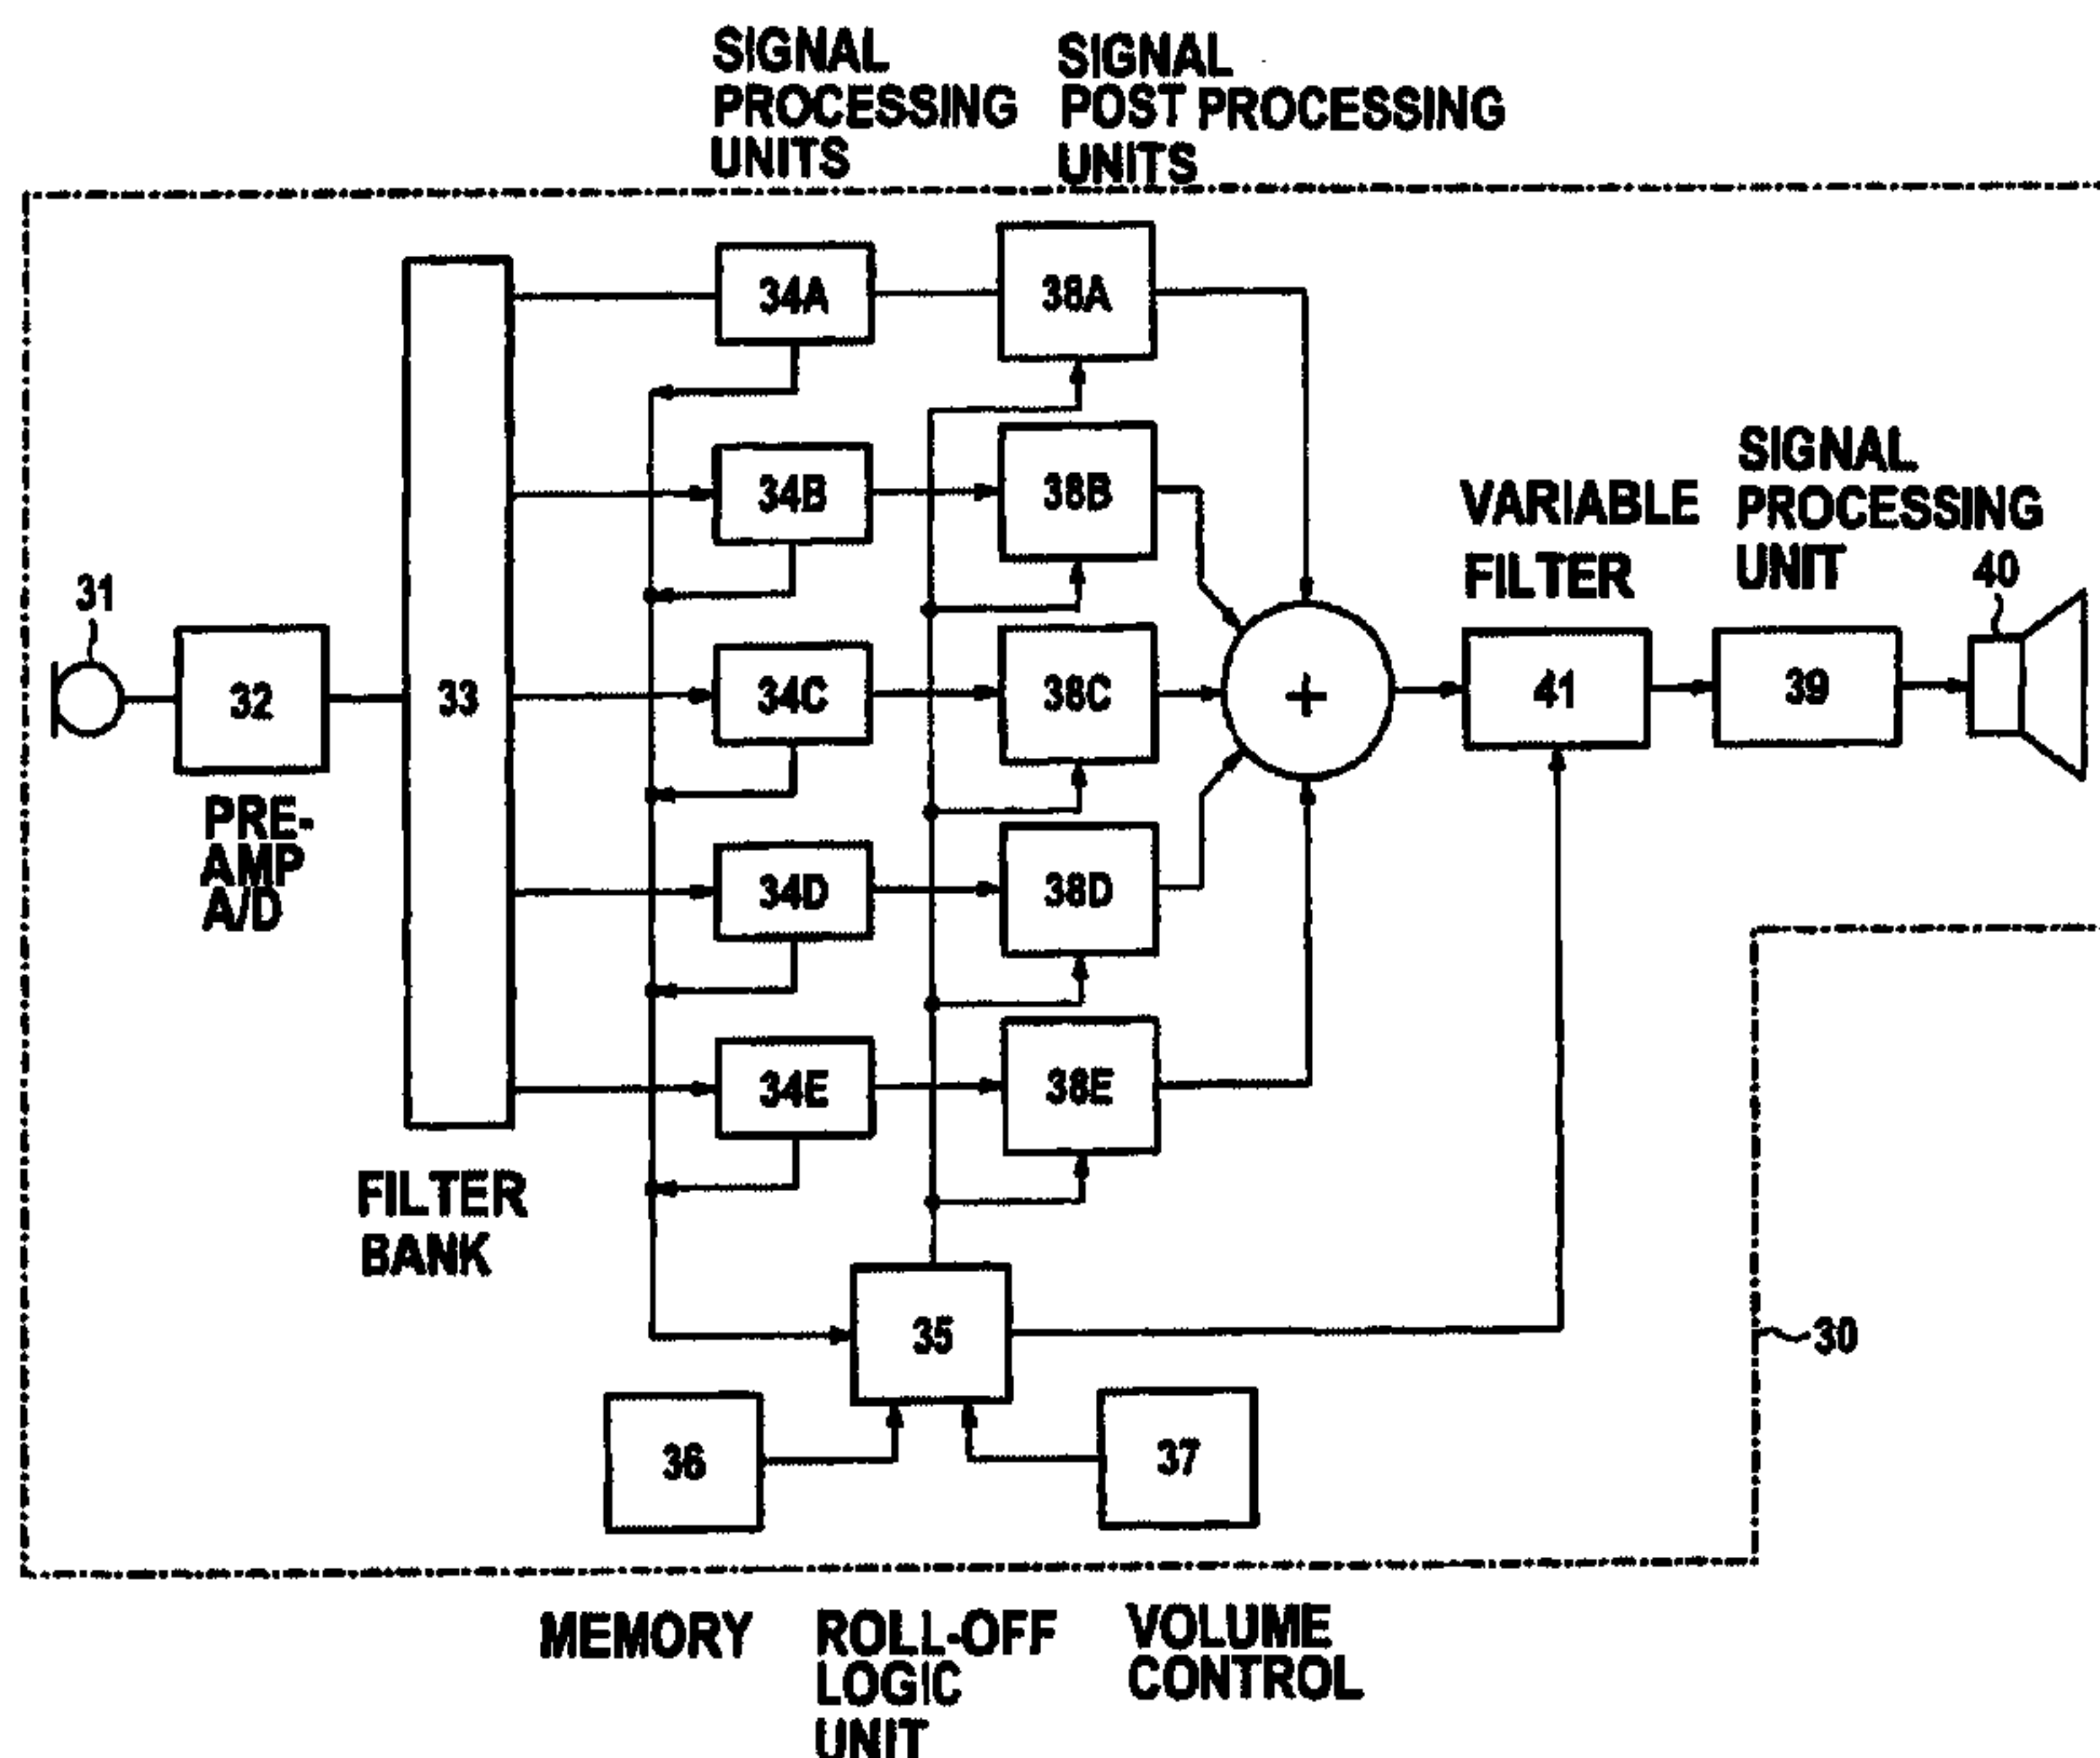 SIGNAL
PROCESSING
UNITS
SIGNAL
POST PROCESSING
UNITS
34A
38A
34B
38B
SIGNAL
PROCESSING
UNIT
VARIABLE
FILTER
31
40
32
33
34C
38C
+
41
39
PRE-
AMP
A/D
34D
38D
34E
38E
FILTER
BANK
35
30
36
37
MEMORY
ROLL-OFF
LOGIC
UNIT
VOLUME
CONTROL